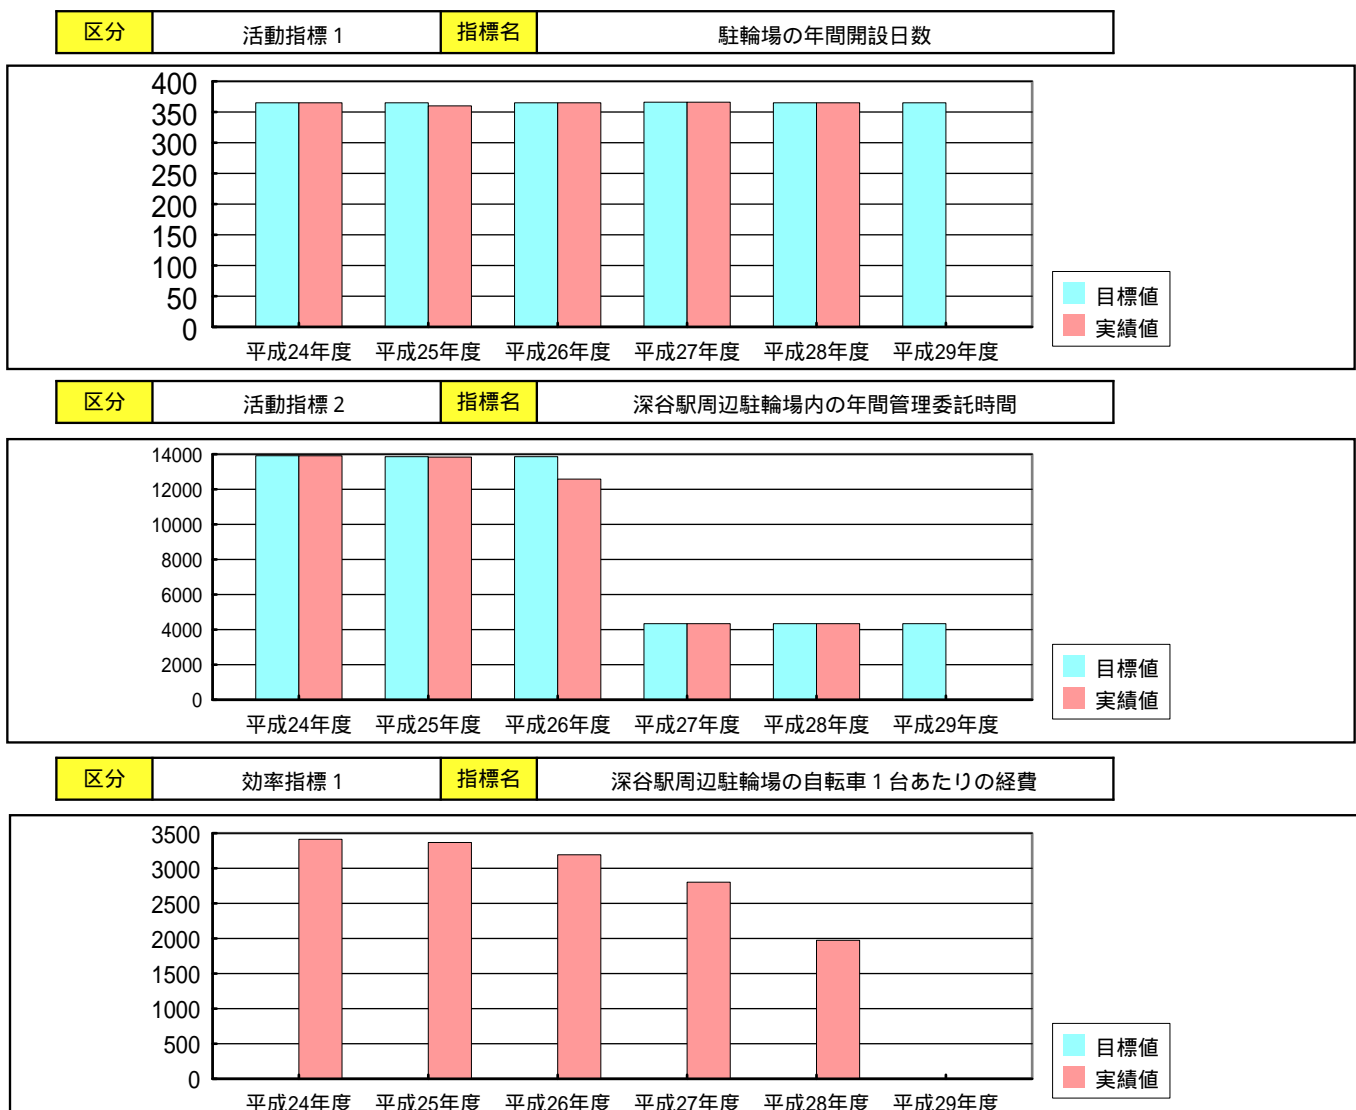 区分 活動指標１ 指標名 駐輪場の年間開設日数
400
350
300
250
200
150
100
50
0
平成24年度 平成25年度 平成26年度 平成27年度 平成28年度 平成29年度
目標値
実績値
区分 活動指標２ 指標名 深谷駅周辺駐輪場内の年間管理委託時間
14000
12000
10000
8000
6000
4000
2000
0
平成24年度 平成25年度 平成26年度 平成27年度 平成28年度 平成29年度
目標値
実績値
区分 効率指標１ 指標名 深谷駅周辺駐輪場の自転車１台あたりの経費
3500
3000
2500
2000
1500
1000
500
0
平成24年度 平成25年度 平成26年度 平成27年度 平成28年度 平成29年度
目標値
実績値